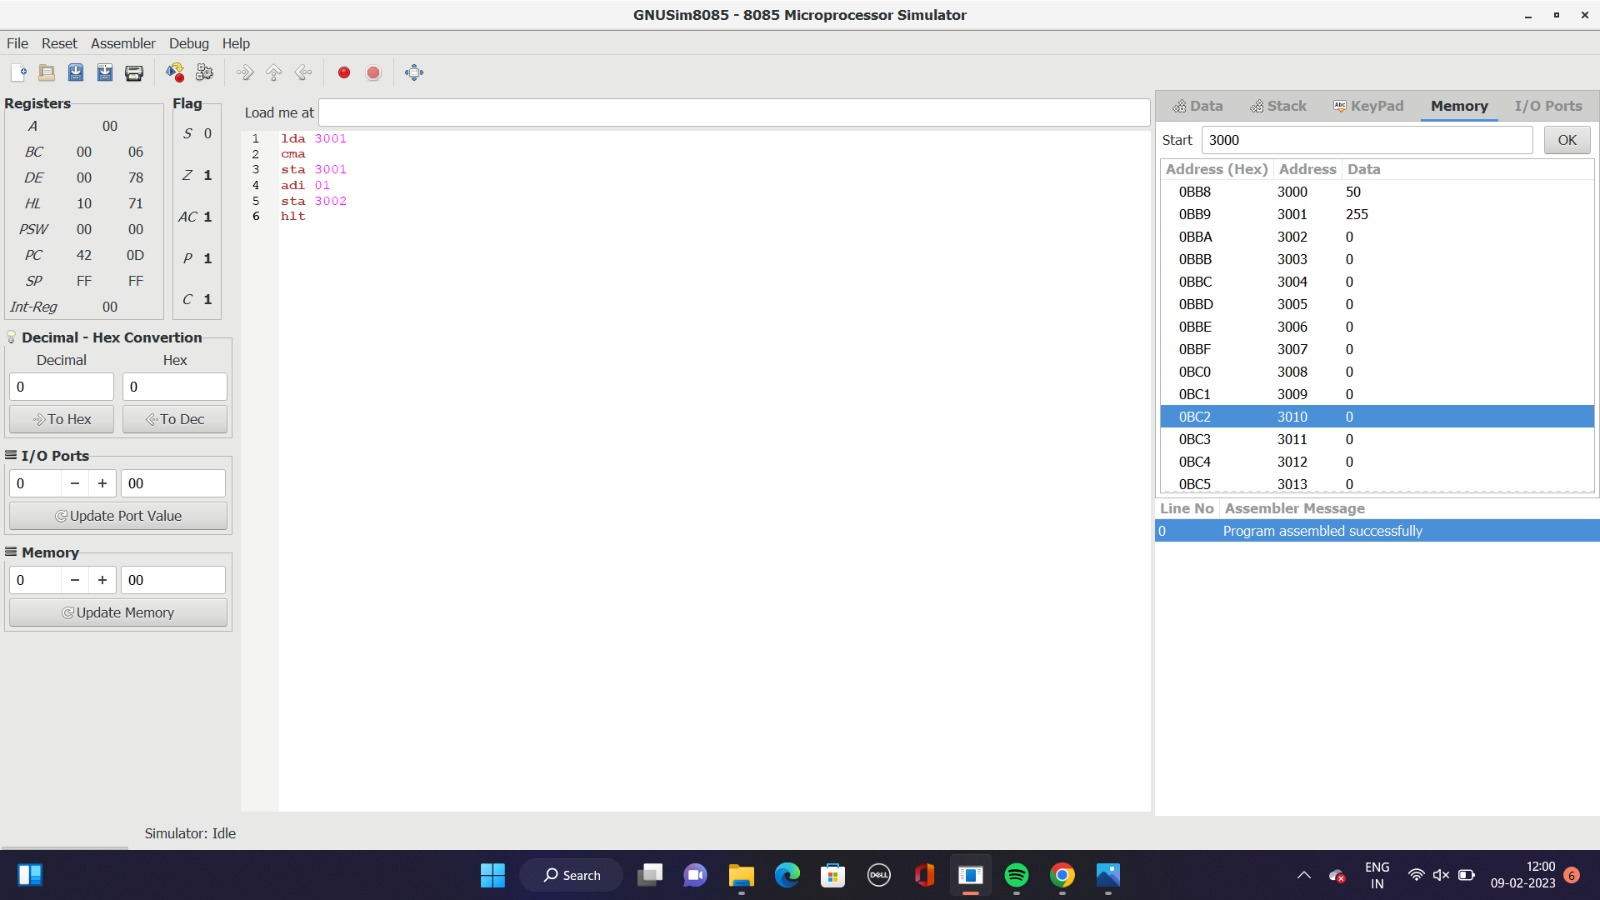 GNUSim8085 - 8085 Microprocessor Simulator
File Reset Assembler Debug Help
Registers
A 00
BC 00 06
DE 00 78
HL 10 71
PSW 00 00
PC 42 0D
SP FF FF
Int-Reg 00
Flag
S 0
Z 1
AC 1
P 1
C 1
Decimal - Hex Convertion
Decimal Hex
0 0
To Hex To Dec
I/O Ports
0 - + 00
Update Port Value
Memory
0 - + 00
Update Memory
Load me at
1 lda 3001
2 cma
3 sta 3001
4 adi 01
5 sta 3002
6 hlt
Data Stack Abc KeyPad Memory I/O Ports
Start 3000 OK
Address (Hex) Address Data
0BB8 3000 50
0BB9 3001 255
0BBA 3002 0
0BBB 3003 0
0BBC 3004 0
0BBD 3005 0
0BBE 3006 0
0BBF 3007 0
0BC0 3008 0
0BC1 3009 0
0BC2 3010 0
0BC3 3011 0
0BC4 3012 0
0BC5 3013 0
Line No Assembler Message
0 Program assembled successfully
Simulator: Idle
Search
DELL
ENG
IN
12:00
09-02-2023
6